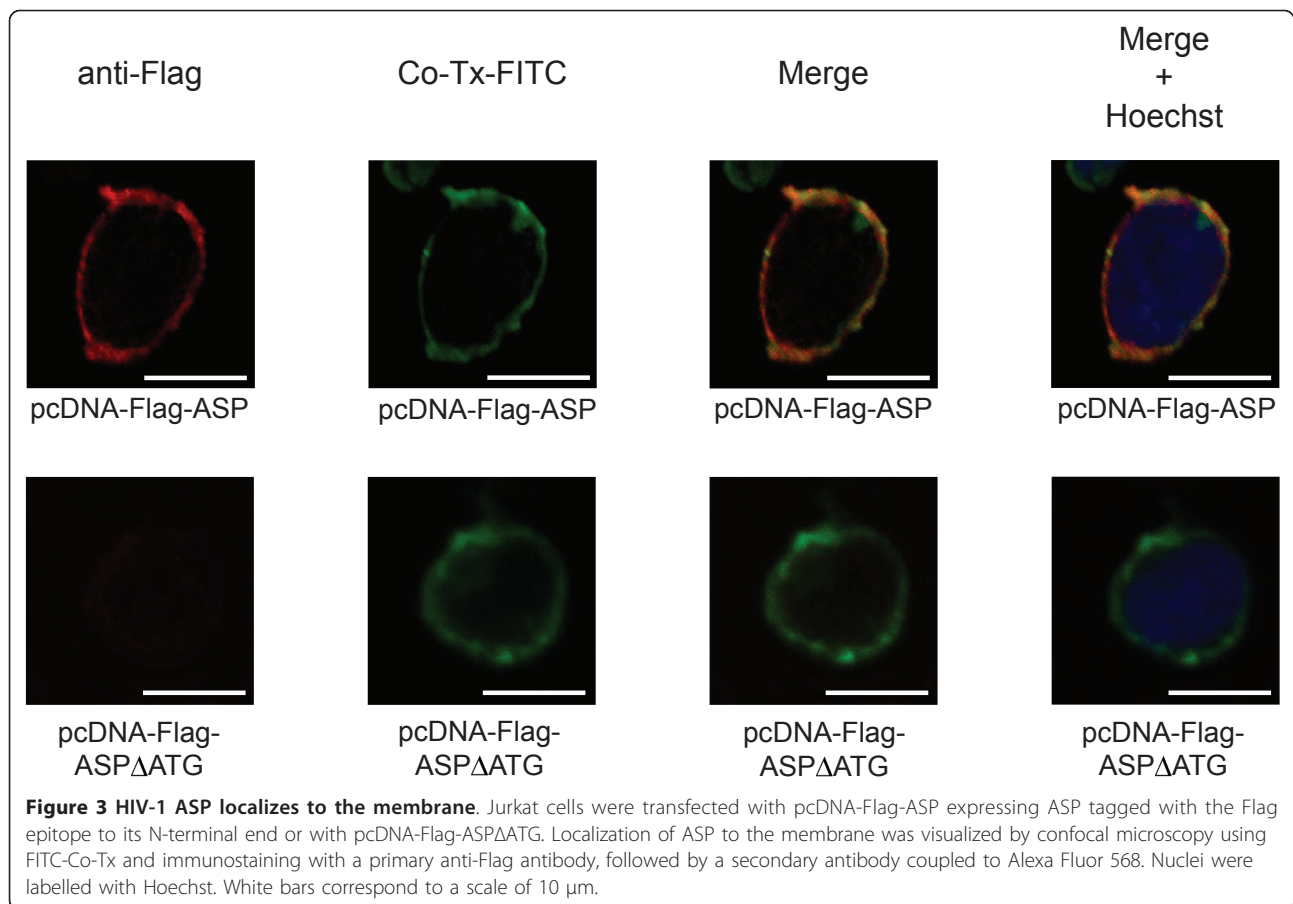 anti-Flag
Co-Tx-FITC
Merge
Merge
+
Hoechst
pcDNA-Flag-ASP
pcDNA-Flag-ASP
pcDNA-Flag-ASP
pcDNA-Flag-ASP
pcDNA-Flag-
ASPΔATG
pcDNA-Flag-
ASPΔATG
pcDNA-Flag-
ASPΔATG
pcDNA-Flag-
ASPΔATG
Figure 3 HIV-1 ASP localizes to the membrane. Jurkat cells were transfected with pcDNA-Flag-ASP expressing ASP tagged with the Flag
epitope to its N-terminal end or with pcDNA-Flag-ASPΔATG. Localization of ASP to the membrane was visualized by confocal microscopy using
FITC-Co-Tx and immunostaining with a primary anti-Flag antibody, followed by a secondary antibody coupled to Alexa Fluor 568. Nuclei were
labelled with Hoechst. White bars correspond to a scale of 10 μm.